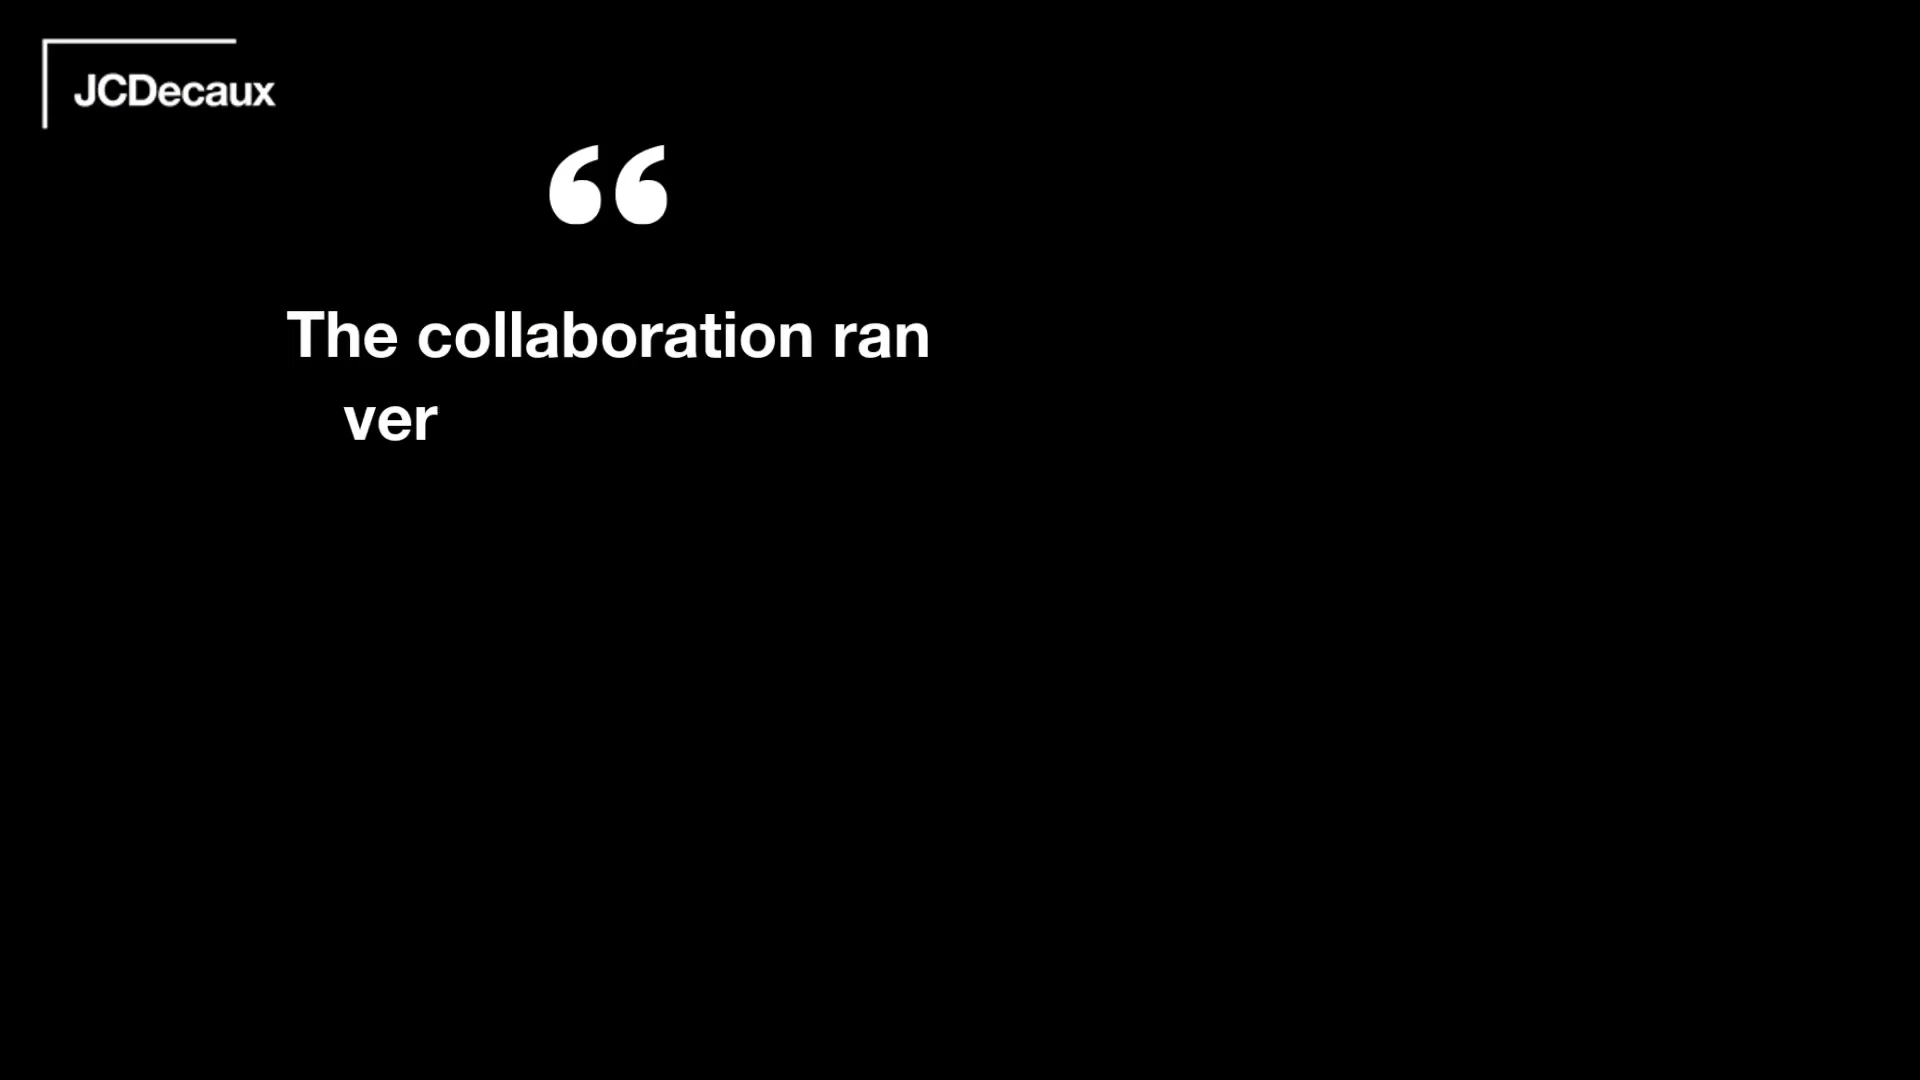 JCDecaux
“
The collaboration ran
ver